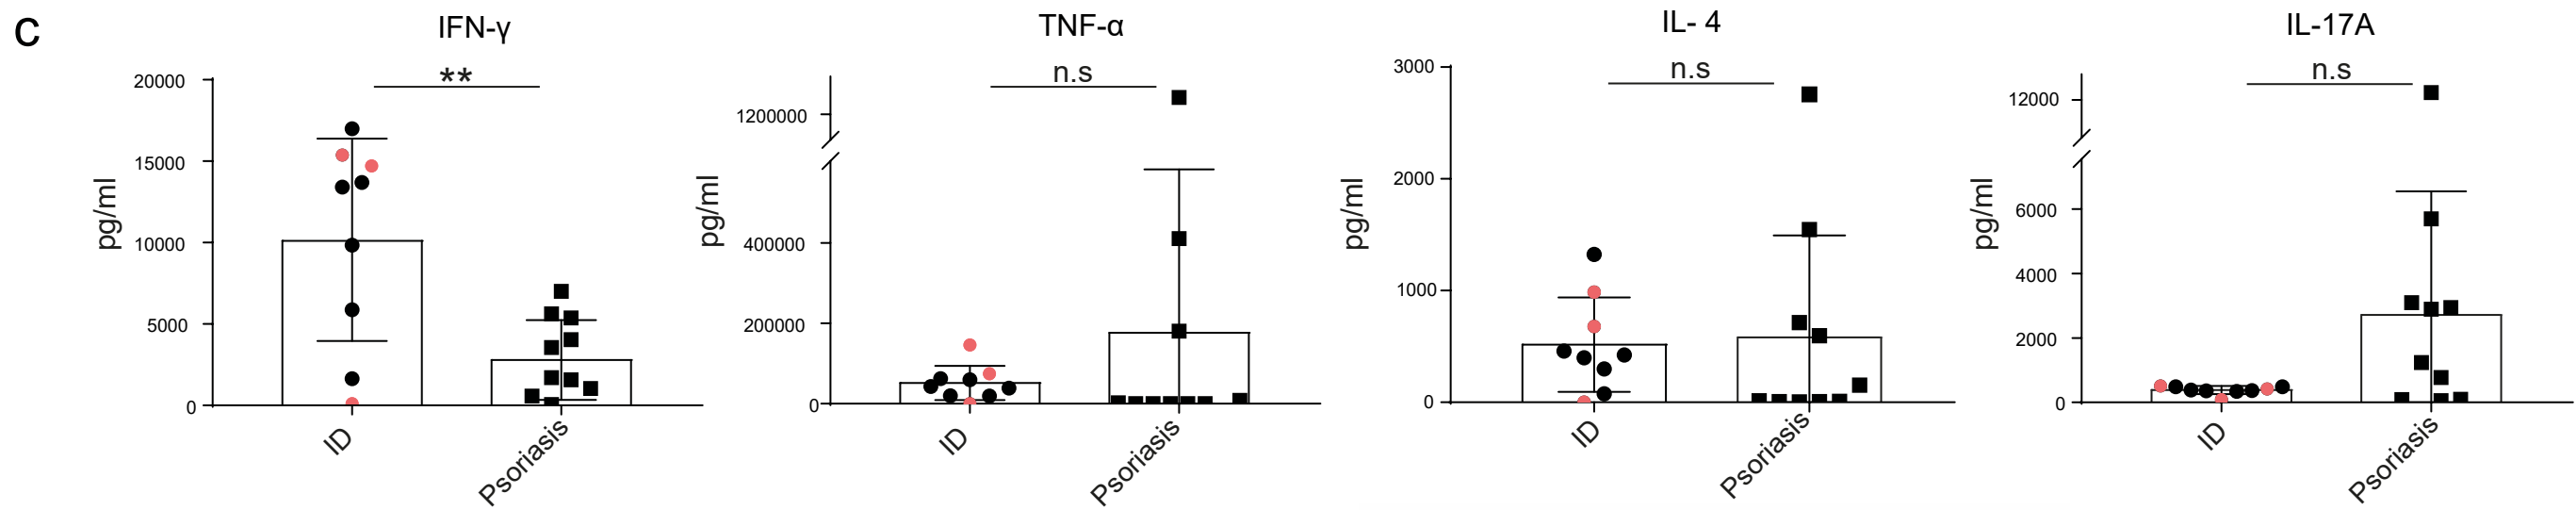 c
IFN-γ
**
pg/ml
20000
15000
10000
5000
0
ID
Psoriasis
TNF-α
n.s
pg/ml
1200000
400000
200000
0
ID
Psoriasis
IL- 4
n.s
pg/ml
3000
2000
1000
0
ID
Psoriasis
IL-17A
n.s
pg/ml
12000
6000
4000
2000
0
ID
Psoriasis